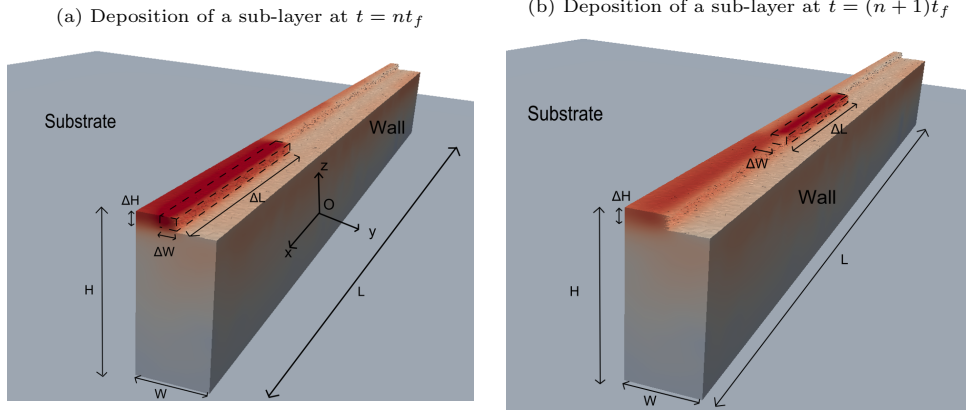 (a) Deposition of a sub-layer at t = nt_f
Substrate
Wall
ΔH
ΔW
ΔL
z
O
y
x
H
L
W
(b) Deposition of a sub-layer at t = (n + 1)t_f
Substrate
ΔL
ΔW
ΔH
Wall
H
L
W